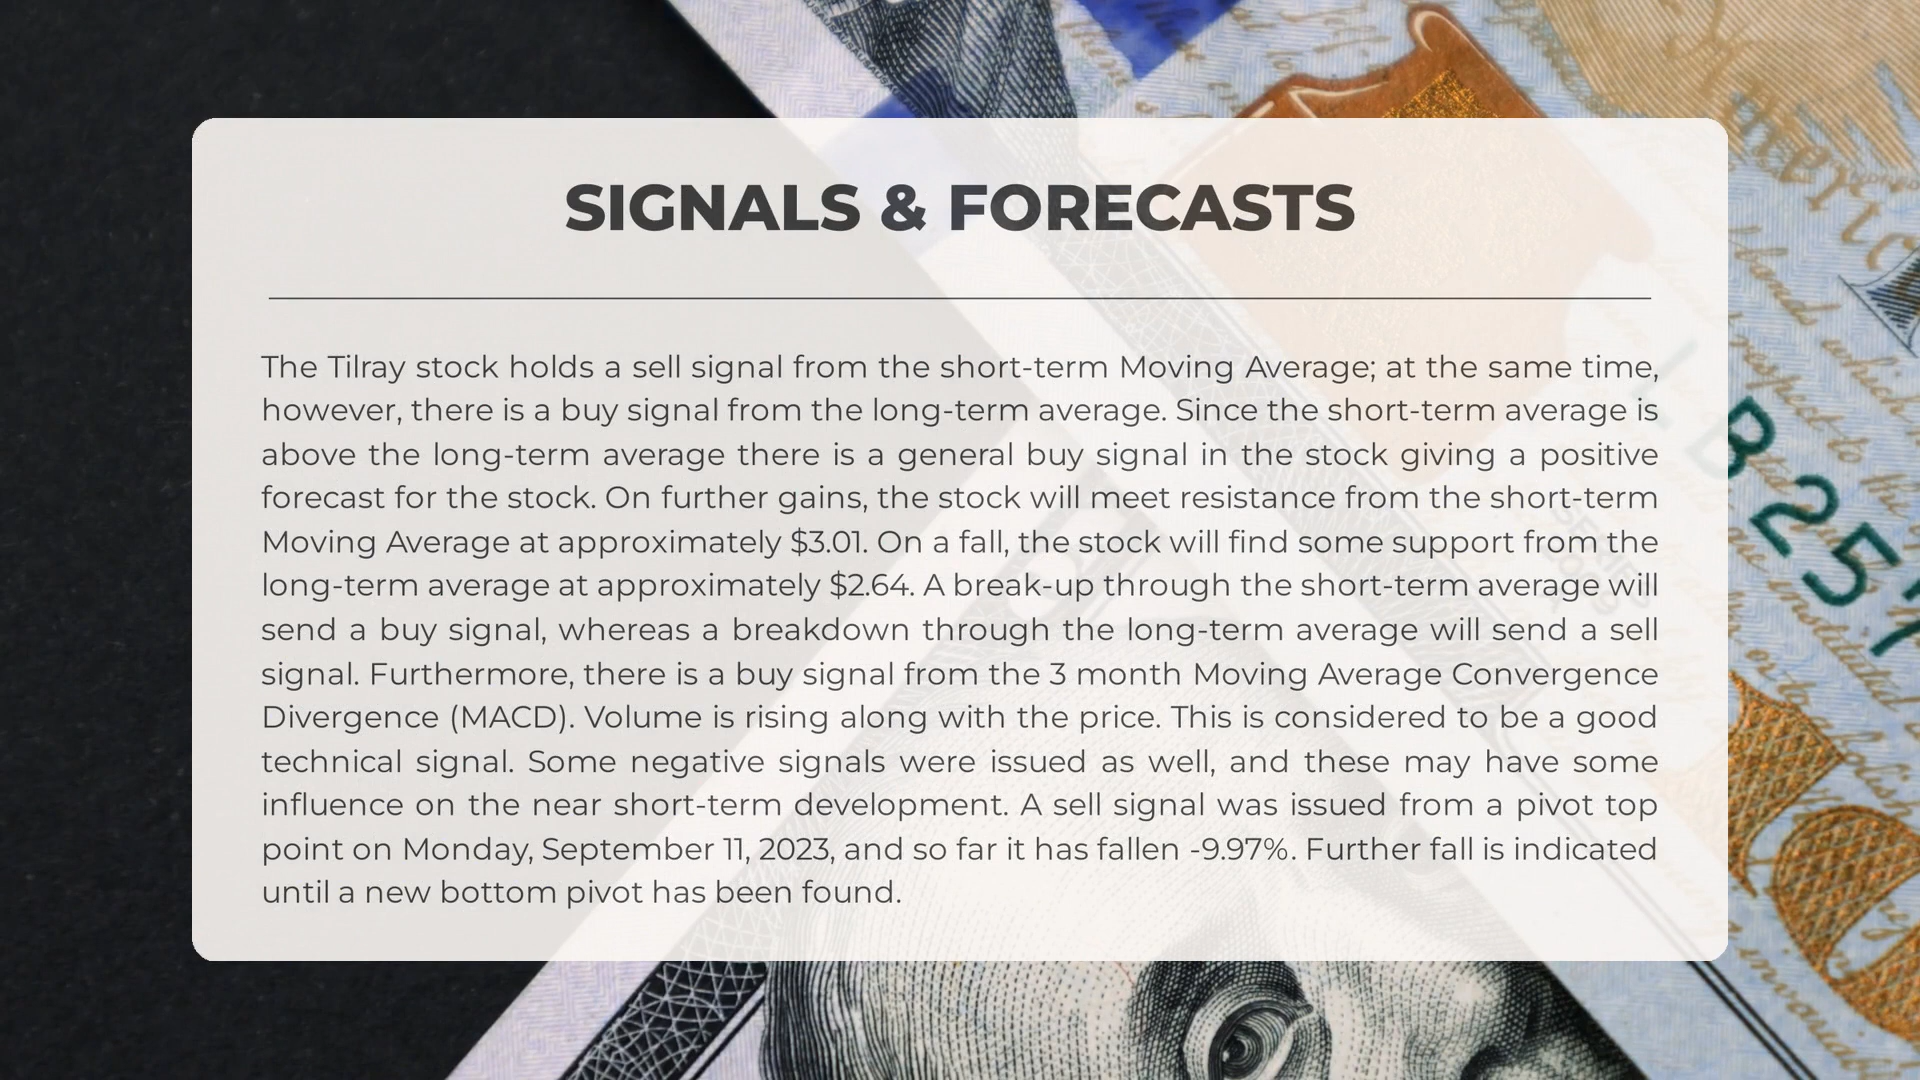 SIGNALS & FORECASTS
The Tilray stock holds a sell signal from the short-term Moving Average; at the same time,
however, there is a buy signal from the long-term average. Since the short-term average is
above the long-term average there is a general buy signal in the stock giving a positive
forecast for the stock. On further gains, the stock will meet resistance from the short-term
Moving Average at approximately $3.01. On a fall, the stock will find some support from the
long-term average at approximately $2.64. A break-up through the short-term average will
send a buy signal, whereas a breakdown through the long-term average will send a sell
signal. Furthermore, there is a buy signal from the 3 month Moving Average Convergence
Divergence (MACD). Volume is rising along with the price. This is considered to be a good
technical signal. Some negative signals were issued as well, and these may have some
influence on the near short-term development. A sell signal was issued from a pivot top
point on Monday, September 11, 2023, and so far it has fallen -9.97%. Further fall is indicated
until a new bottom pivot has been found.